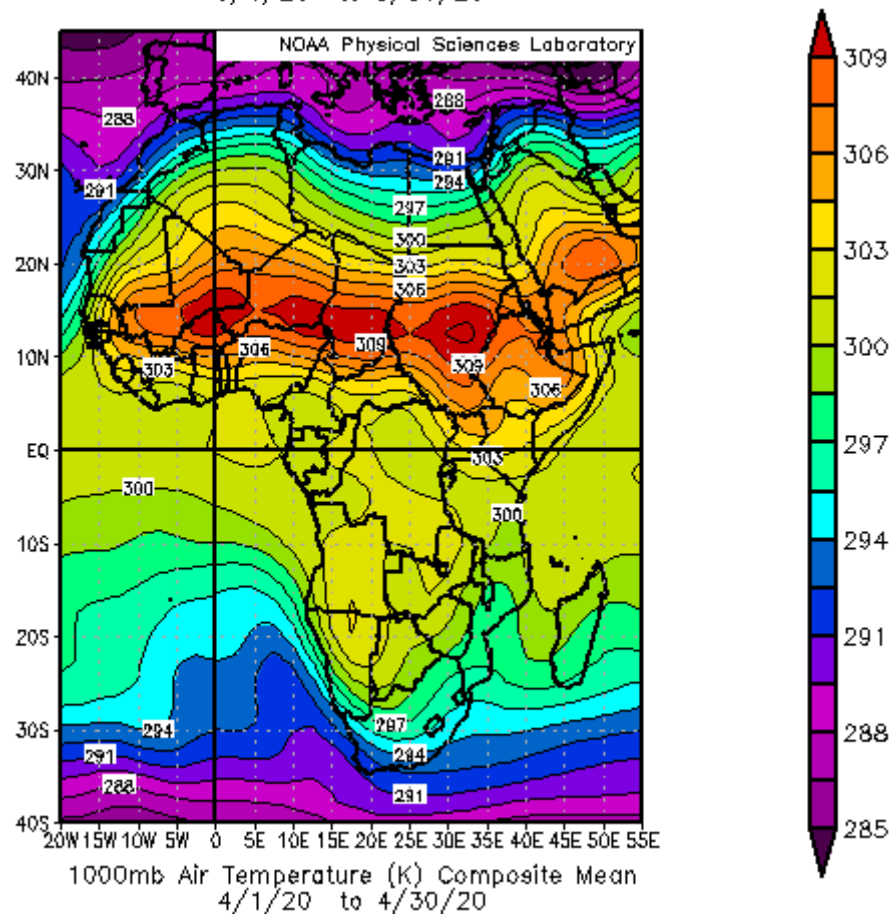 NOAA Physical Sciences Laboratory
309
40N
288
288
306
30N
291
294
291
297
303
300
20N
303
306
300
309
10N
306
309
303
306
297
EQ
303
300
300
294
10S
20S
291
297
30S
294
294
291
288
288
291
40S
285
20W 15W 10W 5W 0 5E 10E 15E 20E 25E 30E 35E 40E 45E 50E 55E
1000mb Air Temperature (K) Composite Mean
4/1/20 to 4/30/20